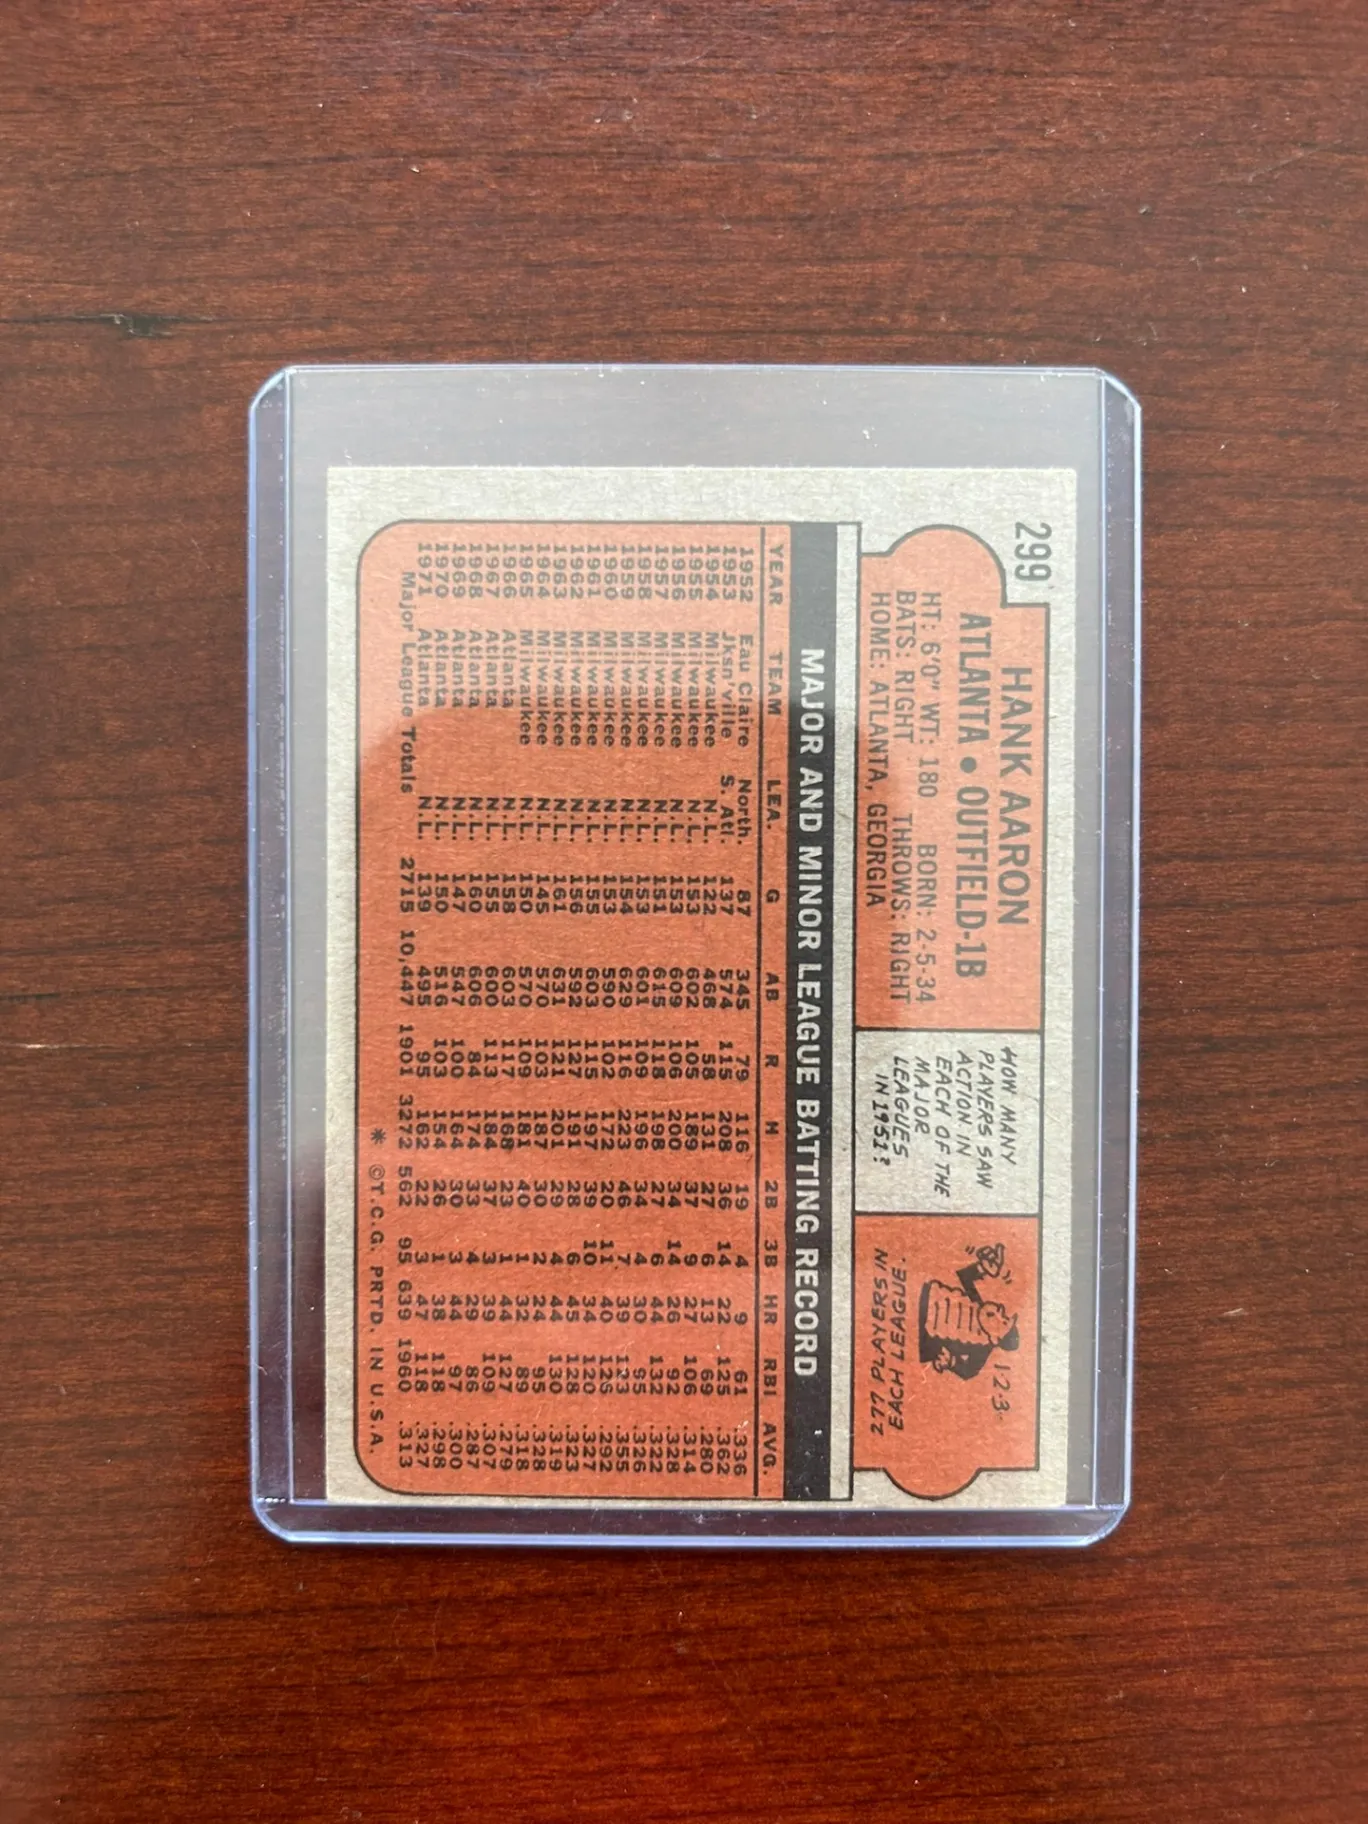 299
HANK AARON
ATLANTA • OUTFIELD-1B
HT: 6'0" WT: 180 BORN: 2-5-34
BATS: RIGHT THROWS: RIGHT
HOME: ATLANTA, GEORGIA
HOW MANY
PLAYERS SAW
ACTION IN
EACH OF THE
MAJOR
LEAGUES
IN 1951?
1-2-3-
277 PLAYERS IN
EACH LEAGUE.
MAJOR AND MINOR LEAGUE BATTING RECORD
YEAR TEAM LEA. G AB R H 2B 3B HR RBI AVG.
1952 Eau Claire North. 87 345 79 116 19 4 9 61 .336
1953 Jksn'ville S. Atl. 137 574 115 208 36 14 22 125 .362
1954 Milwaukee N.L. 122 468 58 131 27 6 13 69 .280
1955 Milwaukee N.L. 153 602 105 189 37 9 27 106 .314
1956 Milwaukee N.L. 153 609 106 200 34 14 26 92 .328
1957 Milwaukee N.L. 151 615 118 198 27 6 44 132 .322
1958 Milwaukee N.L. 153 601 109 196 34 4 30 95 .326
1959 Milwaukee N.L. 154 629 116 223 46 7 39 123 .355
1960 Milwaukee N.L. 153 590 102 172 20 11 40 126 .292
1961 Milwaukee N.L. 155 603 115 197 39 10 34 120 .327
1962 Milwaukee N.L. 156 592 127 191 28 6 45 128 .323
1963 Milwaukee N.L. 161 631 121 201 29 4 44 130 .319
1964 Milwaukee N.L. 145 570 103 187 30 2 24 95 .328
1965 Milwaukee N.L. 150 570 109 181 40 1 32 89 .318
1966 Atlanta N.L. 158 603 117 168 23 1 44 127 .279
1967 Atlanta N.L. 155 600 113 184 37 3 39 109 .307
1968 Atlanta N.L. 160 606 84 174 33 4 29 86 .287
1969 Atlanta N.L. 147 547 100 164 30 3 44 97 .300
1970 Atlanta N.L. 150 516 103 154 26 1 38 118 .298
1971 Atlanta N.L. 139 495 95 162 22 3 47 118 .327
Major League Totals 2715 10,447 1901 3272 562 95 639 1960 .313
* ©T.C.G. PRTD. IN U.S.A.